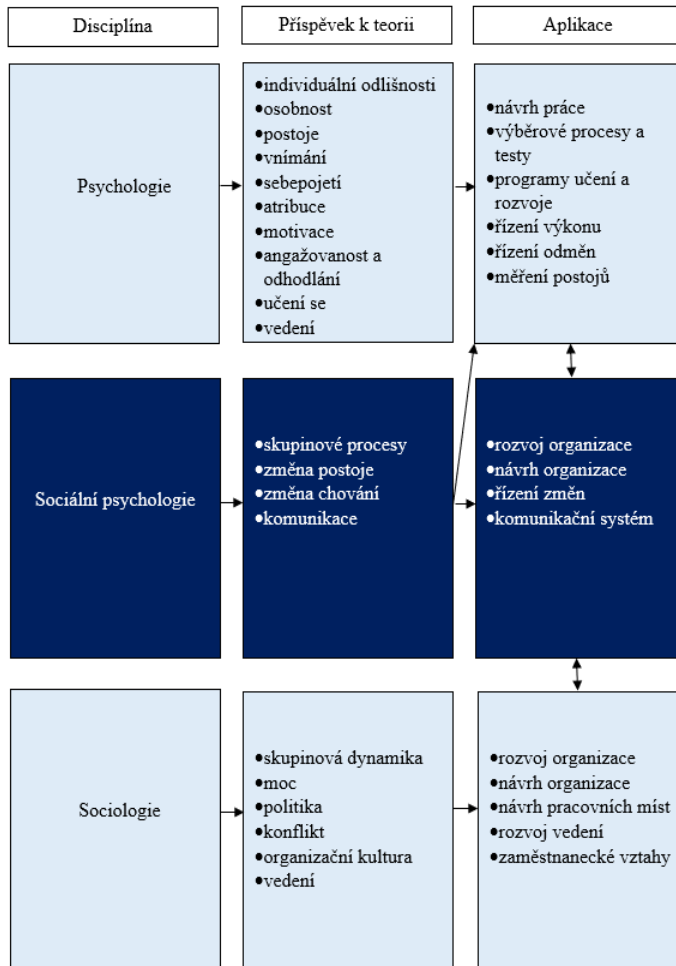 Disciplína
Příspěvek k teorii
Aplikace
Psychologie
•individuální odlišnosti
•osobnost
•postoje
•vnímání
•sebepojetí
•atribuce
•motivace
•angažovanost a
odhodlání
•učení se
•vedení
•návrh práce
•výběrové procesy a
testy
•programy učení a
rozvoje
•řízení výkonu
•řízení odměn
•měření postojů
Sociální psychologie
•skupinové procesy
•změna postoje
•změna chování
•komunikace
•rozvoj organizace
•návrh organizace
•řízení změn
•komunikační systém
Sociologie
•skupinová dynamika
•moc
•politika
•konflikt
•organizační kultura
•vedení
•rozvoj organizace
•návrh organizace
•návrh pracovních míst
•rozvoj vedení
•zaměstnanecké vztahy